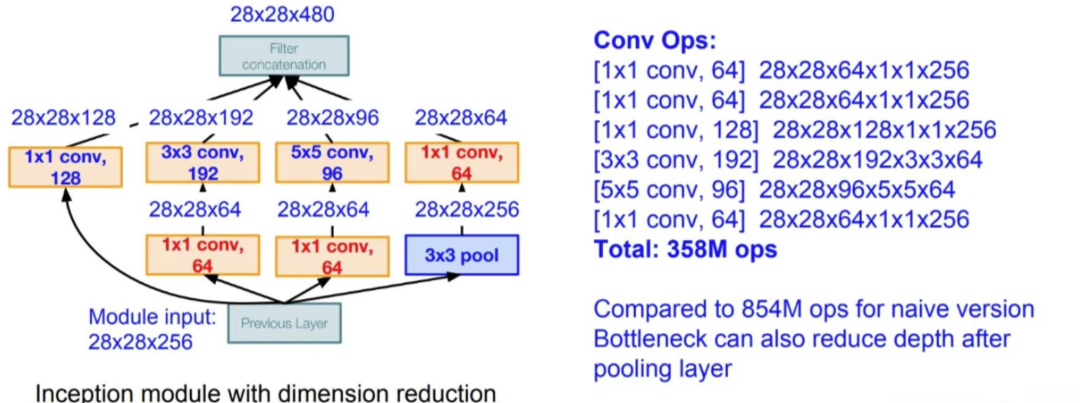 28x28x480
Filter
concatenation
28x28x128
28x28x192
28x28x96
28x28x64
1x1 conv,
128
3x3 conv,
192
5x5 conv,
96
1x1 conv,
64
28x28x64
28x28x64
28x28x256
1x1 conv,
64
1x1 conv,
64
3x3 pool
Module input:
28x28x256
Previous Layer
Inception module with dimension reduction
Conv Ops:
[1x1 conv, 64] 28x28x64x1x1x256
[1x1 conv, 64] 28x28x64x1x1x256
[1x1 conv, 128] 28x28x128x1x1x256
[3x3 conv, 192] 28x28x192x3x3x64
[5x5 conv, 96] 28x28x96x5x5x64
[1x1 conv, 64] 28x28x64x1x1x256
Total: 358M ops
Compared to 854M ops for naive version
Bottleneck can also reduce depth after
pooling layer